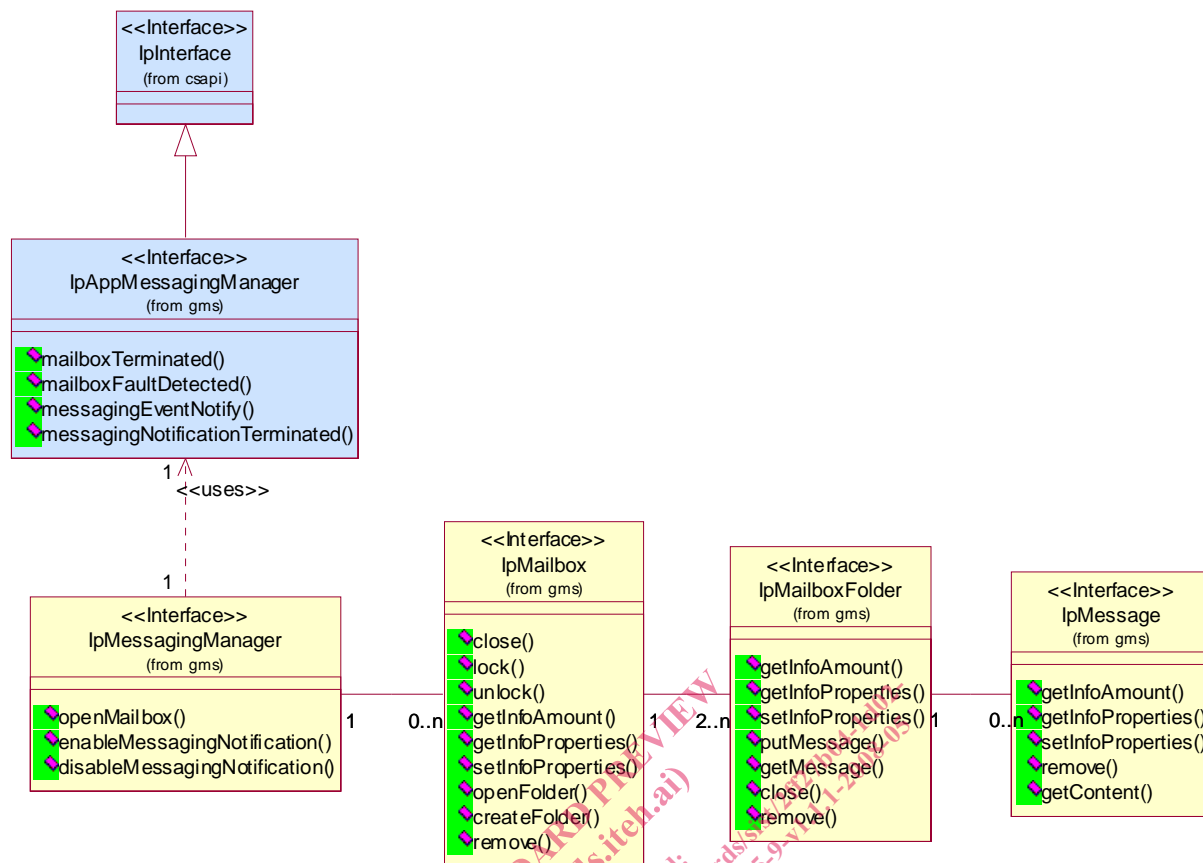 <<Interface>>
IpInterface
(from csapi)
<<Interface>>
IpAppMessagingManager
(from gms)
mailboxTerminated()
mailboxFaultDetected()
messagingEventNotify()
messagingNotificationTerminated()
1
<<uses>>
1
<<Interface>>
IpMessagingManager
(from gms)
openMailbox()
enableMessagingNotification()
disableMessagingNotification()
1
0..n
<<Interface>>
IpMailbox
(from gms)
close()
lock()
unlock()
getInfoAmount()
getInfoProperties()
setInfoProperties()
openFolder()
createFolder()
remove()
1
2..n
<<Interface>>
IpMailboxFolder
(from gms)
getInfoAmount()
getInfoProperties()
setInfoProperties()
putMessage()
getMessage()
close()
remove()
1
0..n
<<Interface>>
IpMessage
(from gms)
getInfoAmount()
getInfoProperties()
setInfoProperties()
remove()
getContent()
PREVIEW